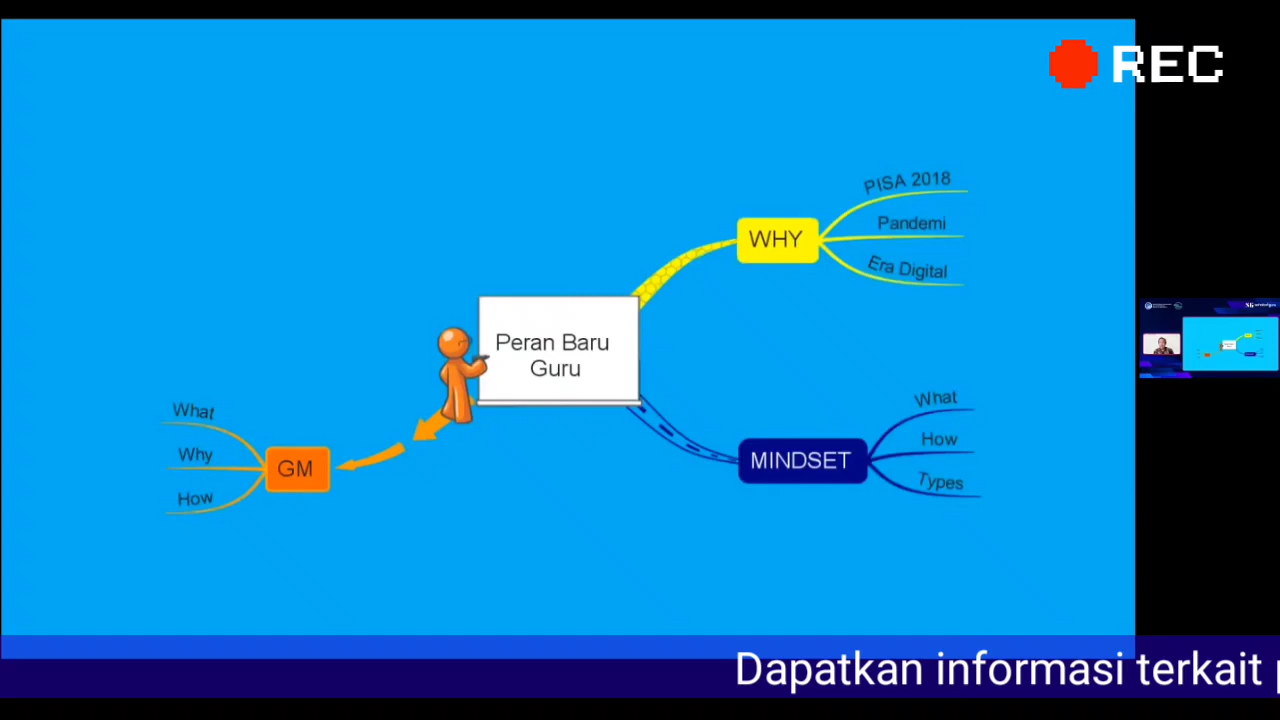 REC
PISA 2018
WHY
Pandemi
Era Digital
Peran Baru
Guru
What
What
GM
Why
How
MINDSET
How
Types
Dapatkan informasi terkait